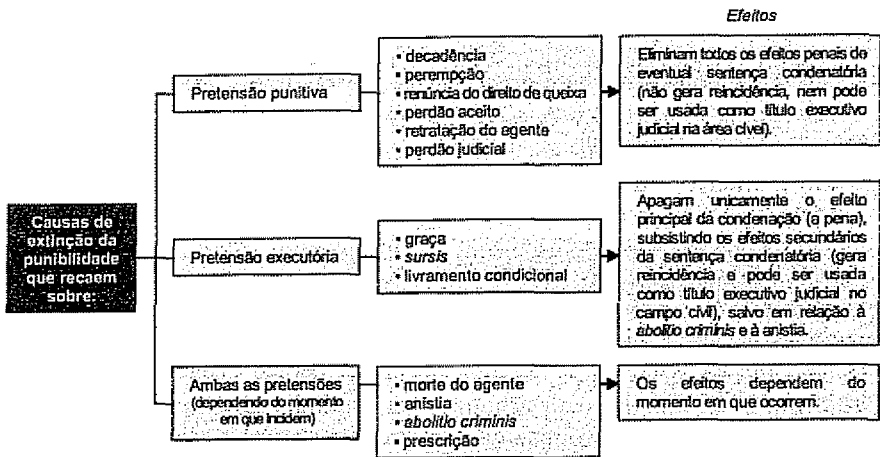 Efeitos
Causas de
extinção da
punibilidade
que recaem
sobre:
Pretensão punitiva
▪ decadência
▪ perempção
▪ renúncia do direito de queixa
▪ perdão aceito
▪ retratação do agente
▪ perdão judicial
Eliminam todos os efeitos penais de
eventual sentença condenatória
(não gera reincidência, nem pode
ser usada como título executivo
judicial na área cível).
Pretensão executória
▪ graça
▪ sursis
▪ livramento condicional
Apagam unicamente o efeito
principal da condenação (a pena),
subsistindo os efeitos secundários
da sentença condenatória (gera
reincidência e pode ser usada
como título executivo judicial no
campo civil), salvo em relação à
abolitio criminis e à anistia.
Ambas as pretensões
(dependendo do momento
em que incidem)
▪ morte do agente
▪ anistia
▪ abolitio criminis
▪ prescrição
Os efeitos dependem do
momento em que ocorrem.